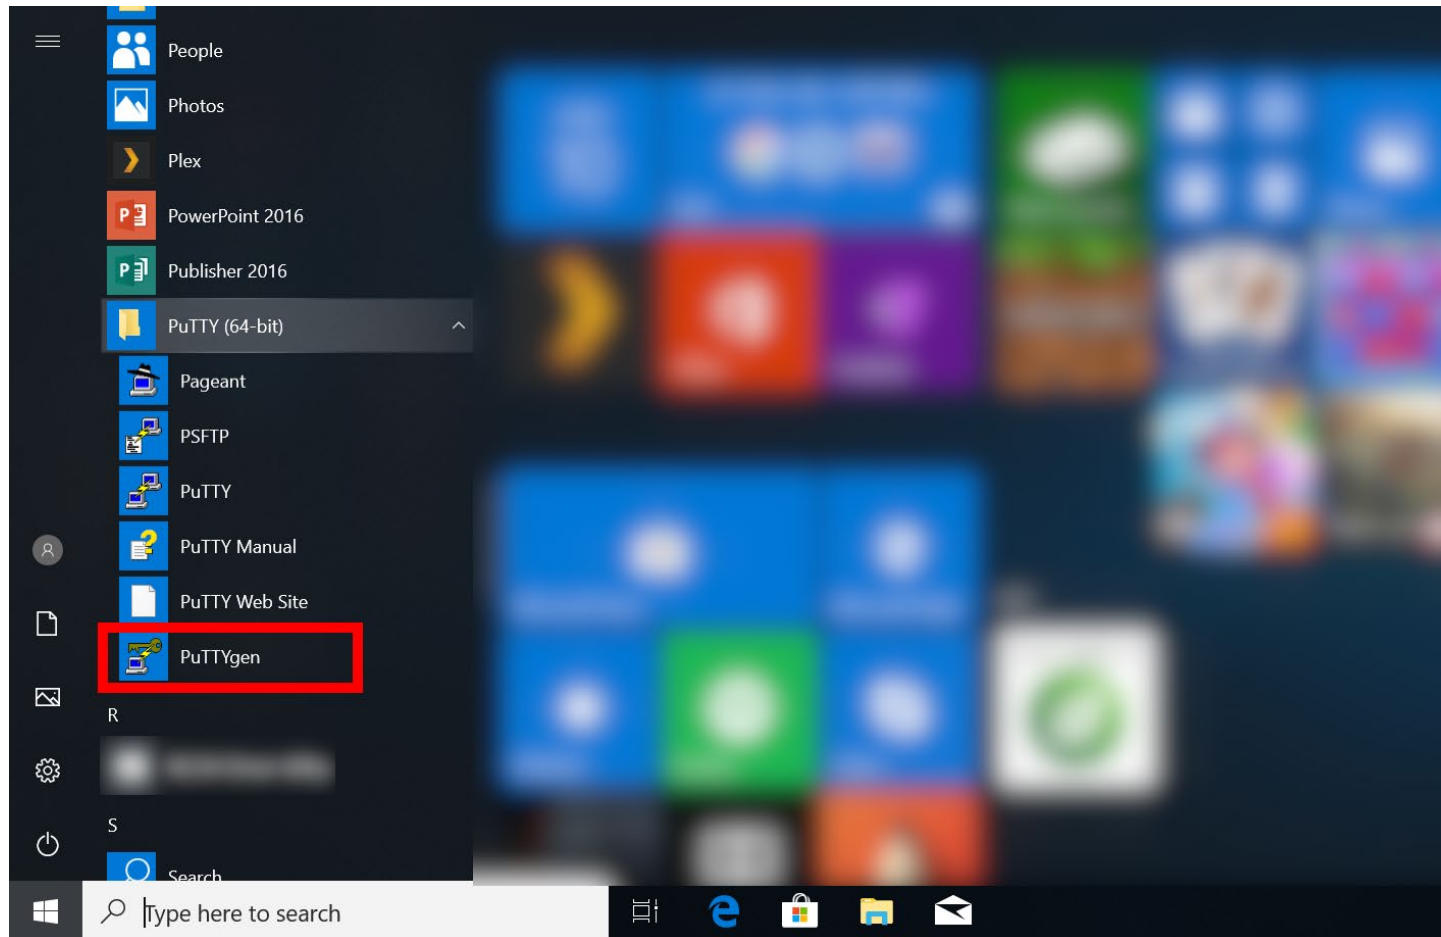 People
Photos
Plex
PowerPoint 2016
Publisher 2016
PuTTY (64-bit)
Pageant
PSFTP
PuTTY
PuTTY Manual
PuTTY Web Site
PuTTYgen
R
S
Search
Type here to search